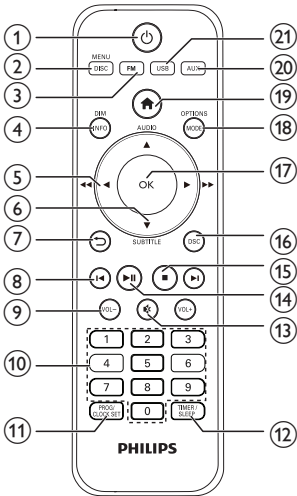 1
21
2
MENU
DISC
FM
USB
AUX
20
3
19
4
DIM
INFO
AUDIO
OPTIONS
MODE
18
5
OK
17
6
7
SUBTITLE
DSC
16
8
15
14
9
VOL-
VOL+
13
1
2
3
10
4
5
6
7
8
9
11
PROG/
CLOCK SET
0
TIMER/
SLEEP
12
PHILIPS